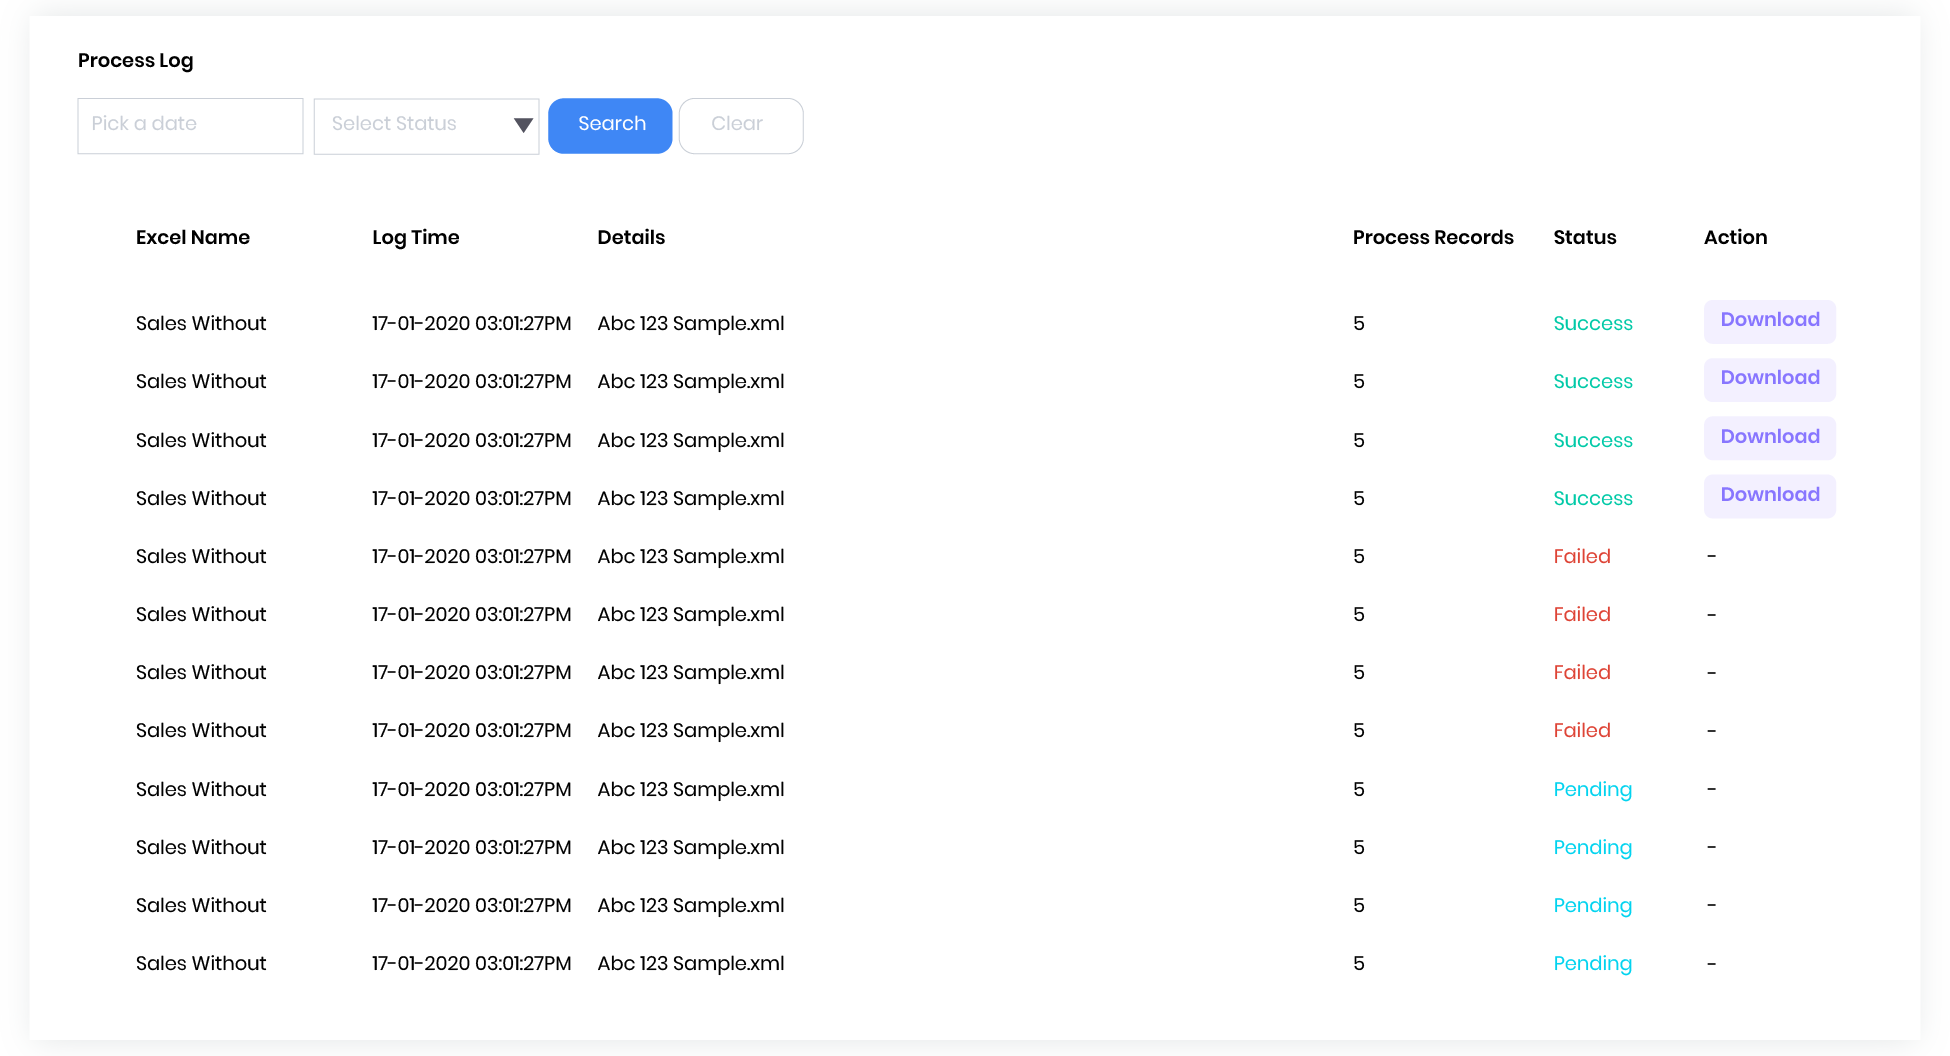 Process Log
Pick a date Select Status Search Clear
Excel Name Log Time Details Process Records Status Action
Sales Without 17-01-2020 03:01:27PM Abc 123 Sample.xml 5 Success Download
Sales Without 17-01-2020 03:01:27PM Abc 123 Sample.xml 5 Success Download
Sales Without 17-01-2020 03:01:27PM Abc 123 Sample.xml 5 Success Download
Sales Without 17-01-2020 03:01:27PM Abc 123 Sample.xml 5 Success Download
Sales Without 17-01-2020 03:01:27PM Abc 123 Sample.xml 5 Failed -
Sales Without 17-01-2020 03:01:27PM Abc 123 Sample.xml 5 Failed -
Sales Without 17-01-2020 03:01:27PM Abc 123 Sample.xml 5 Failed -
Sales Without 17-01-2020 03:01:27PM Abc 123 Sample.xml 5 Failed -
Sales Without 17-01-2020 03:01:27PM Abc 123 Sample.xml 5 Pending -
Sales Without 17-01-2020 03:01:27PM Abc 123 Sample.xml 5 Pending -
Sales Without 17-01-2020 03:01:27PM Abc 123 Sample.xml 5 Pending -
Sales Without 17-01-2020 03:01:27PM Abc 123 Sample.xml 5 Pending -